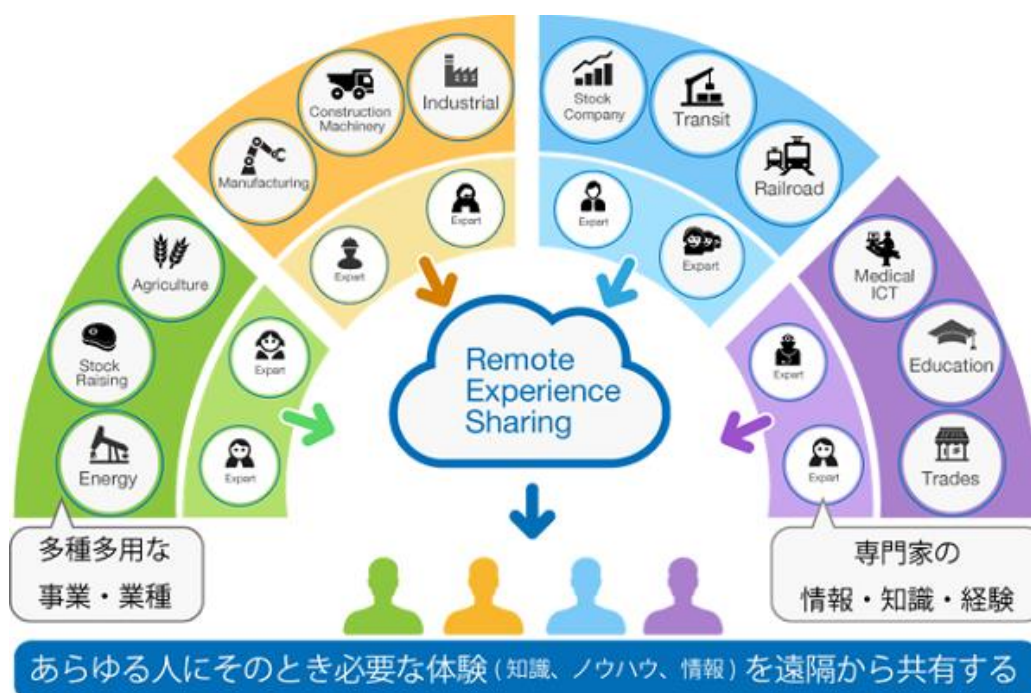 Industrial
Construction
Machinery
Manufacturing
Expert
Expert
Stock
Company
Transit
Railroad
Expert
Expert
Agriculture
Stock
Raising
Energy
Expert
Expert
Medical
ICT
Education
Trades
Expert
Expert
Remote
Experience
Sharing
多種多用な
事業・業種
専門家の
情報・知識・経験
あらゆる人にそのとき必要な体験(知識、ノウハウ、情報)を遠隔から共有する